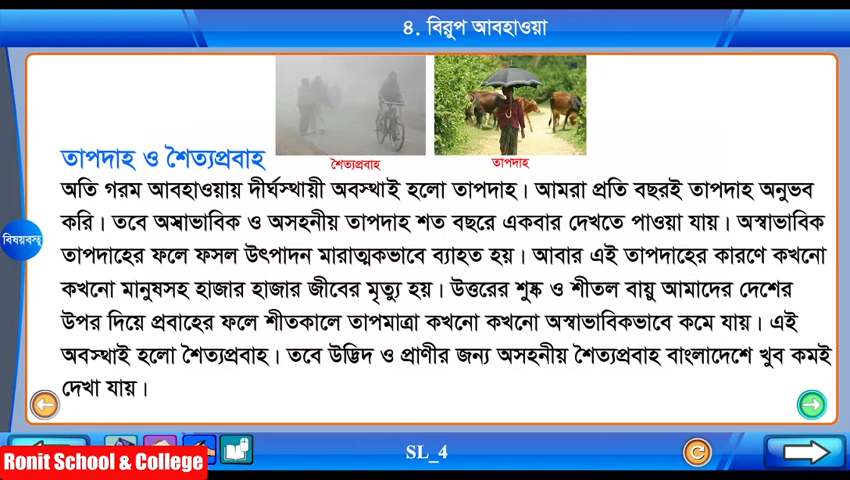 ৪. বিরূপ আবহাওয়া
শৈত্যপ্রবাহ
তাপদাহ
তাপদাহ ও শৈত্যপ্রবাহ
অতি গরম আবহাওয়ায় দীর্ঘস্থায়ী অবস্থাই হলো তাপদাহ। আমরা প্রতি বছরই তাপদাহ অনুভব
করি। তবে অস্বাভাবিক ও অসহনীয় তাপদাহ শত বছরে একবার দেখতে পাওয়া যায়। অস্বাভাবিক
তাপদাহের ফলে ফসল উৎপাদন মারাত্মকভাবে ব্যাহত হয়। আবার এই তাপদাহের কারণে কখনো
কখনো মানুষসহ হাজার হাজার জীবের মৃত্যু হয়। উত্তরের শুষ্ক ও শীতল বায়ু আমাদের দেশের
উপর দিয়ে প্রবাহের ফলে শীতকালে তাপমাত্রা কখনো কখনো অস্বাভাবিকভাবে কমে যায়। এই
অবস্থাই হলো শৈত্যপ্রবাহ। তবে উদ্ভিদ ও প্রাণীর জন্য অসহনীয় শৈত্যপ্রবাহ বাংলাদেশে খুব কমই
দেখা যায়।
বিষয়বস্তু
SL_4
Ronit School & College